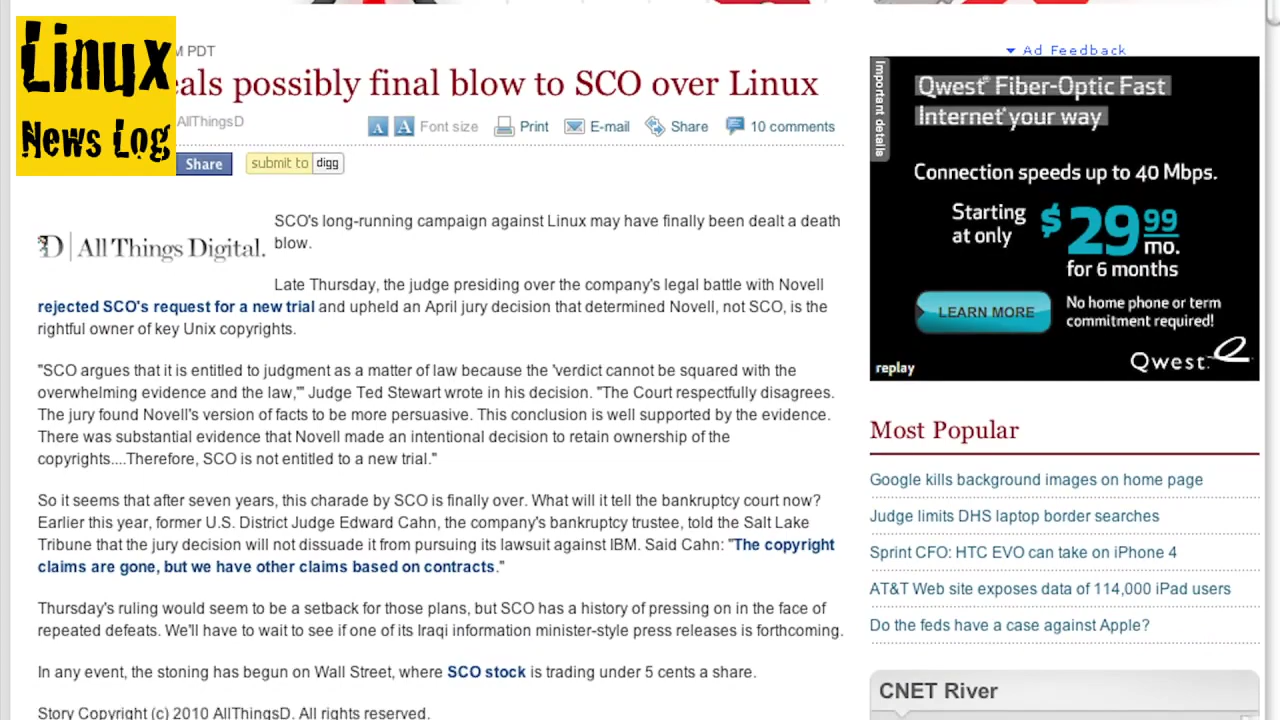 Linux
News Log
M PDT
eals possibly final blow to SCO over Linux
AllThingsD
A A Font size Print E-mail Share 10 comments
Share submit to digg
AllThings Digital.
SCO's long-running campaign against Linux may have finally been dealt a death
blow.
Late Thursday, the judge presiding over the company's legal battle with Novell
rejected SCO's request for a new trial and upheld an April jury decision that determined Novell, not SCO, is the
rightful owner of key Unix copyrights.
"SCO argues that it is entitled to judgment as a matter of law because the 'verdict cannot be squared with the
overwhelming evidence and the law,'" Judge Ted Stewart wrote in his decision. "The Court respectfully disagrees.
The jury found Novell's version of facts to be more persuasive. This conclusion is well supported by the evidence.
There was substantial evidence that Novell made an intentional decision to retain ownership of the
copyrights....Therefore, SCO is not entitled to a new trial."
So it seems that after seven years, this charade by SCO is finally over. What will it tell the bankruptcy court now?
Earlier this year, former U.S. District Judge Edward Cahn, the company's bankruptcy trustee, told the Salt Lake
Tribune that the jury decision will not dissuade it from pursuing its lawsuit against IBM. Said Cahn: "The copyright
claims are gone, but we have other claims based on contracts."
Thursday's ruling would seem to be a setback for those plans, but SCO has a history of pressing on in the face of
repeated defeats. We'll have to wait to see if one of its Iraqi information minister-style press releases is forthcoming.
In any event, the stoning has begun on Wall Street, where SCO stock is trading under 5 cents a share.
Story Copyright (c) 2010 AllThingsD. All rights reserved.
Ad Feedback
Important details
Qwest® Fiber-Optic Fast
Internet your way
Connection speeds up to 40 Mbps.
Starting
at only
$29.99
mo.
for 6 months
LEARN MORE
No home phone or term
commitment required!
replay
Qwest
Most Popular
Google kills background images on home page
Judge limits DHS laptop border searches
Sprint CFO: HTC EVO can take on iPhone 4
AT&T Web site exposes data of 114,000 iPad users
Do the feds have a case against Apple?
CNET River